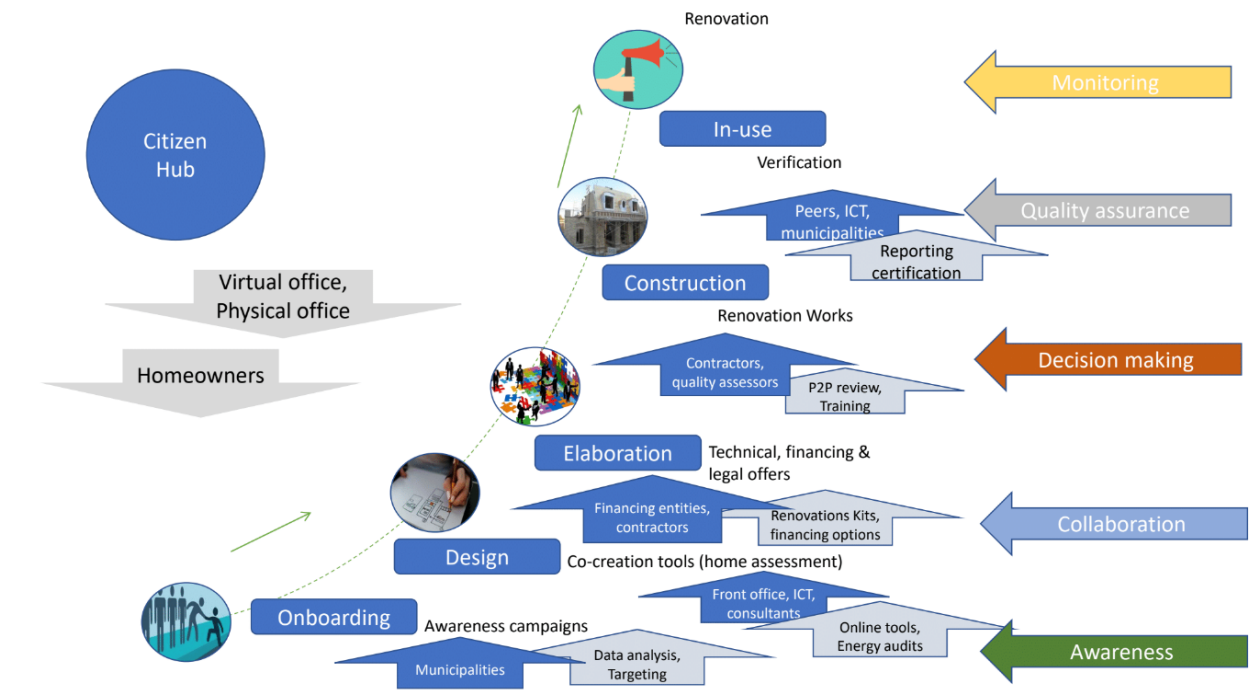 Renovation
Monitoring
Citizen
Hub
In-use
Verification
Peers, ICT,
municipalities
Quality assurance
Reporting
certification
Virtual office,
Physical office
Construction
Renovation Works
Homeowners
Contractors,
quality assessors
Decision making
P2P review,
Training
Elaboration
Technical, financing &
legal offers
Financing entities,
contractors
Renovations Kits,
financing options
Collaboration
Design
Co-creation tools (home assessment)
Front office, ICT,
consultants
Onboarding
Awareness campaigns
Online tools,
Energy audits
Awareness
Municipalities
Data analysis,
Targeting